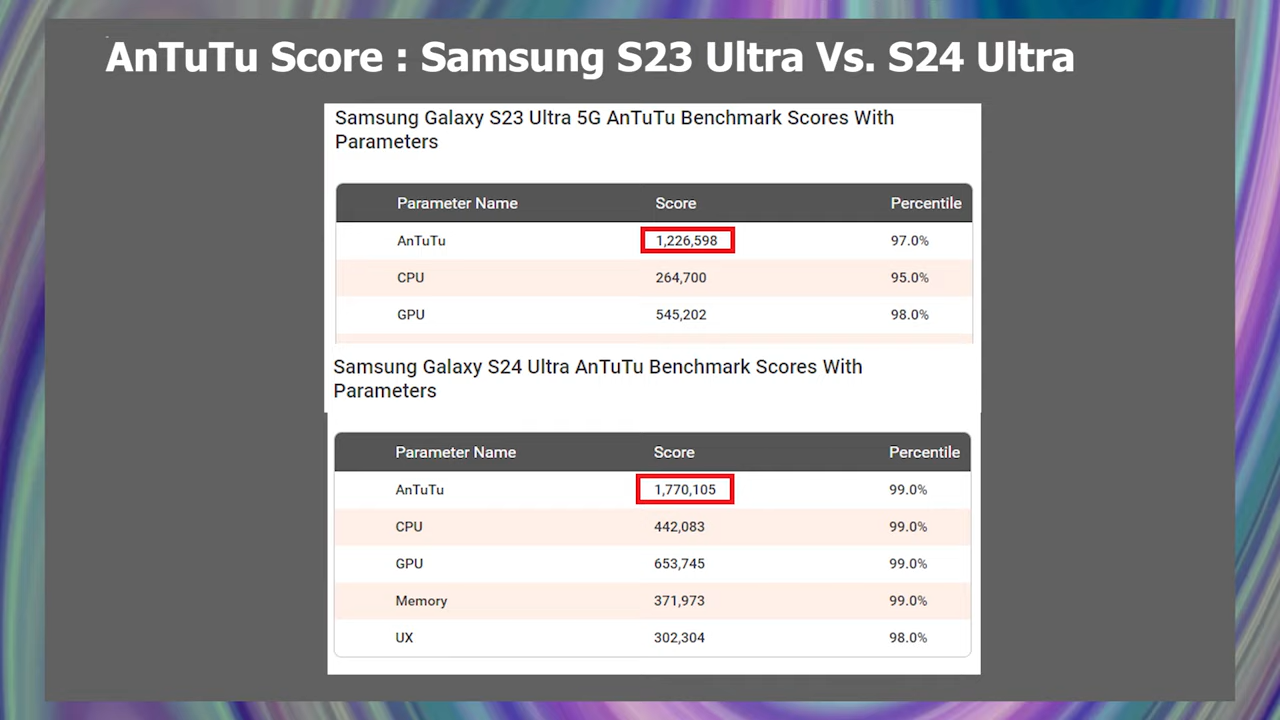 AnTuTu Score : Samsung S23 Ultra Vs. S24 Ultra
Samsung Galaxy S23 Ultra 5G AnTuTu Benchmark Scores With
Parameters
Parameter Name Score Percentile
AnTuTu 1,226,598 97.0%
CPU 264,700 95.0%
GPU 545,202 98.0%
Samsung Galaxy S24 Ultra AnTuTu Benchmark Scores With
Parameters
Parameter Name Score Percentile
AnTuTu 1,770,105 99.0%
CPU 442,083 99.0%
GPU 653,745 99.0%
Memory 371,973 99.0%
UX 302,304 98.0%